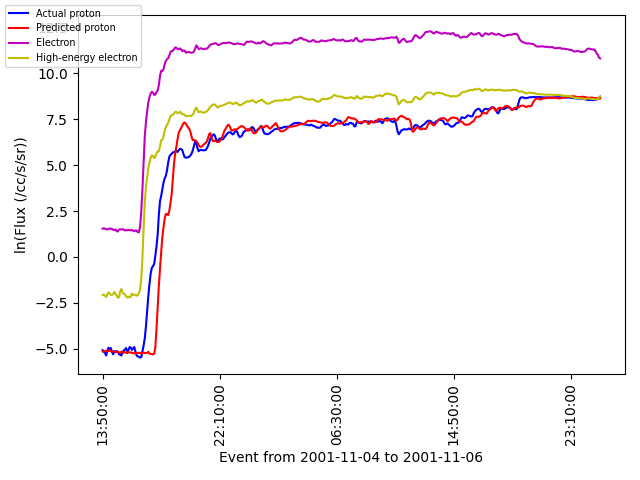 Actual proton
Predicted proton
Electron
High-energy electron
10.0
7.5
5.0
2.5
0.0
−2.5
−5.0
ln(Flux (/cc/s/sr))
13:50:00
22:10:00
06:30:00
14:50:00
23:10:00
Event from 2001-11-04 to 2001-11-06